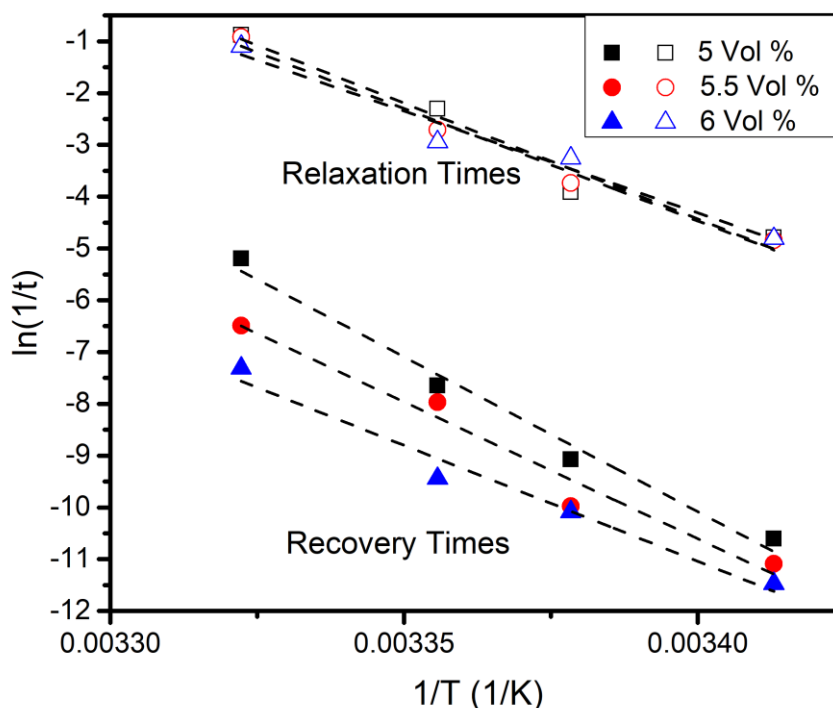 -1
-2
-3
-4
-5
-6
-7
-8
-9
-10
-11
-12
ln(1/t)
5 Vol %
5.5 Vol %
6 Vol %
Relaxation Times
Recovery Times
0.00330
0.00335
0.00340
1/T (1/K)